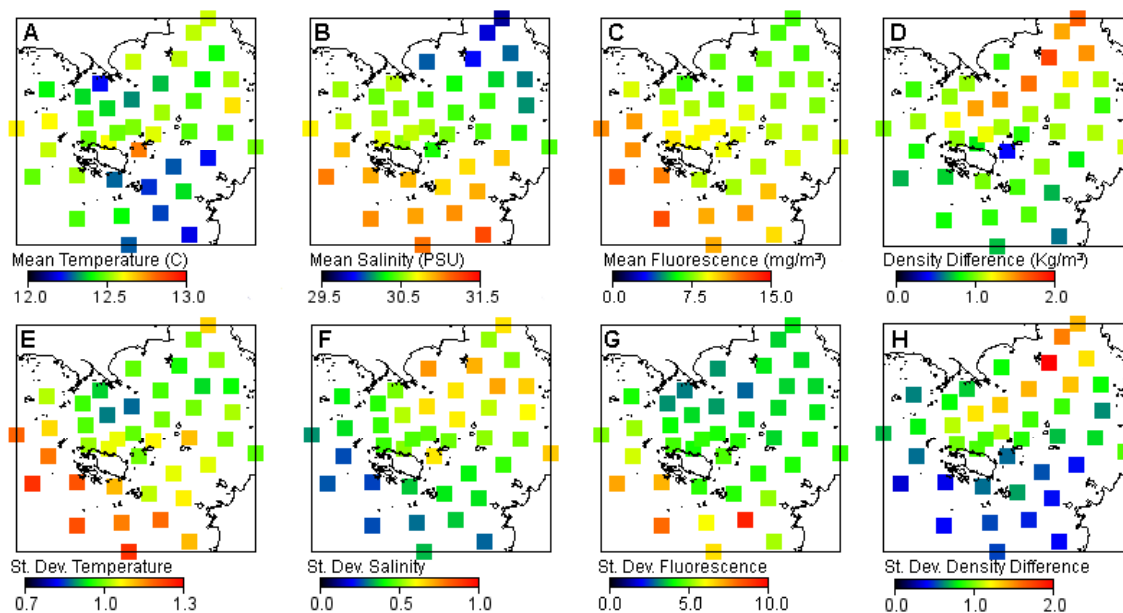 A B C D
Mean Temperature (C) Mean Salinity (PSU) Mean Fluorescence (mg/m³) Density Difference (Kg/m³)
12.0 12.5 13.0 29.5 30.5 31.5 0.0 7.5 15.0 0.0 1.0 2.0
E F G H
St. Dev. Temperature St. Dev. Salinity St. Dev. Fluorescence St. Dev. Density Difference
0.7 1.0 1.3 0.0 0.5 1.0 0.0 5.0 10.0 0.0 1.0 2.0